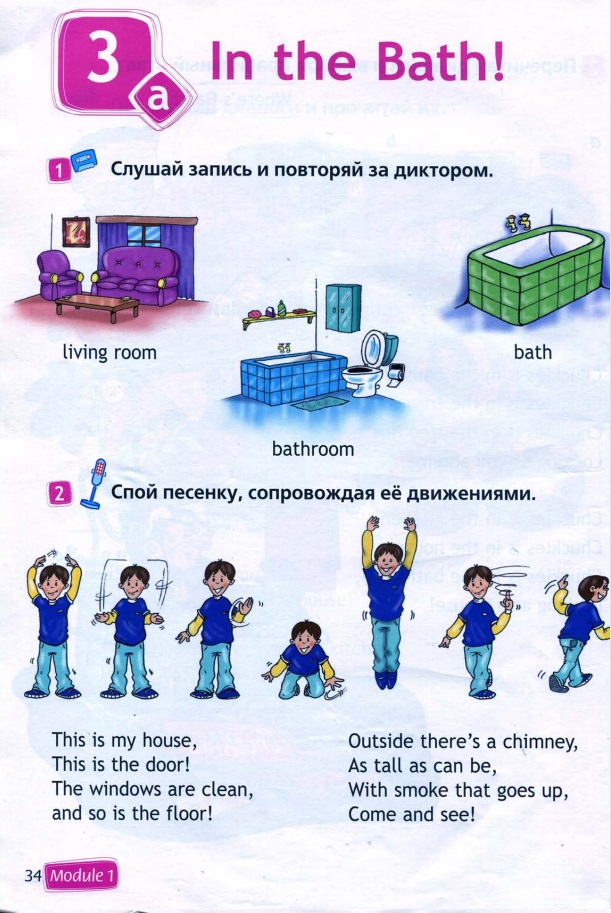 3 a In the Bath!
1 Слушай запись и повторяй за диктором.
living room
bath
bathroom
2 Спой песенку, сопровождая её движениями.
This is my house,
This is the door!
The windows are clean,
and so is the floor!
Outside there's a chimney,
As tall as can be,
With smoke that goes up,
Come and see!
34 Module 1